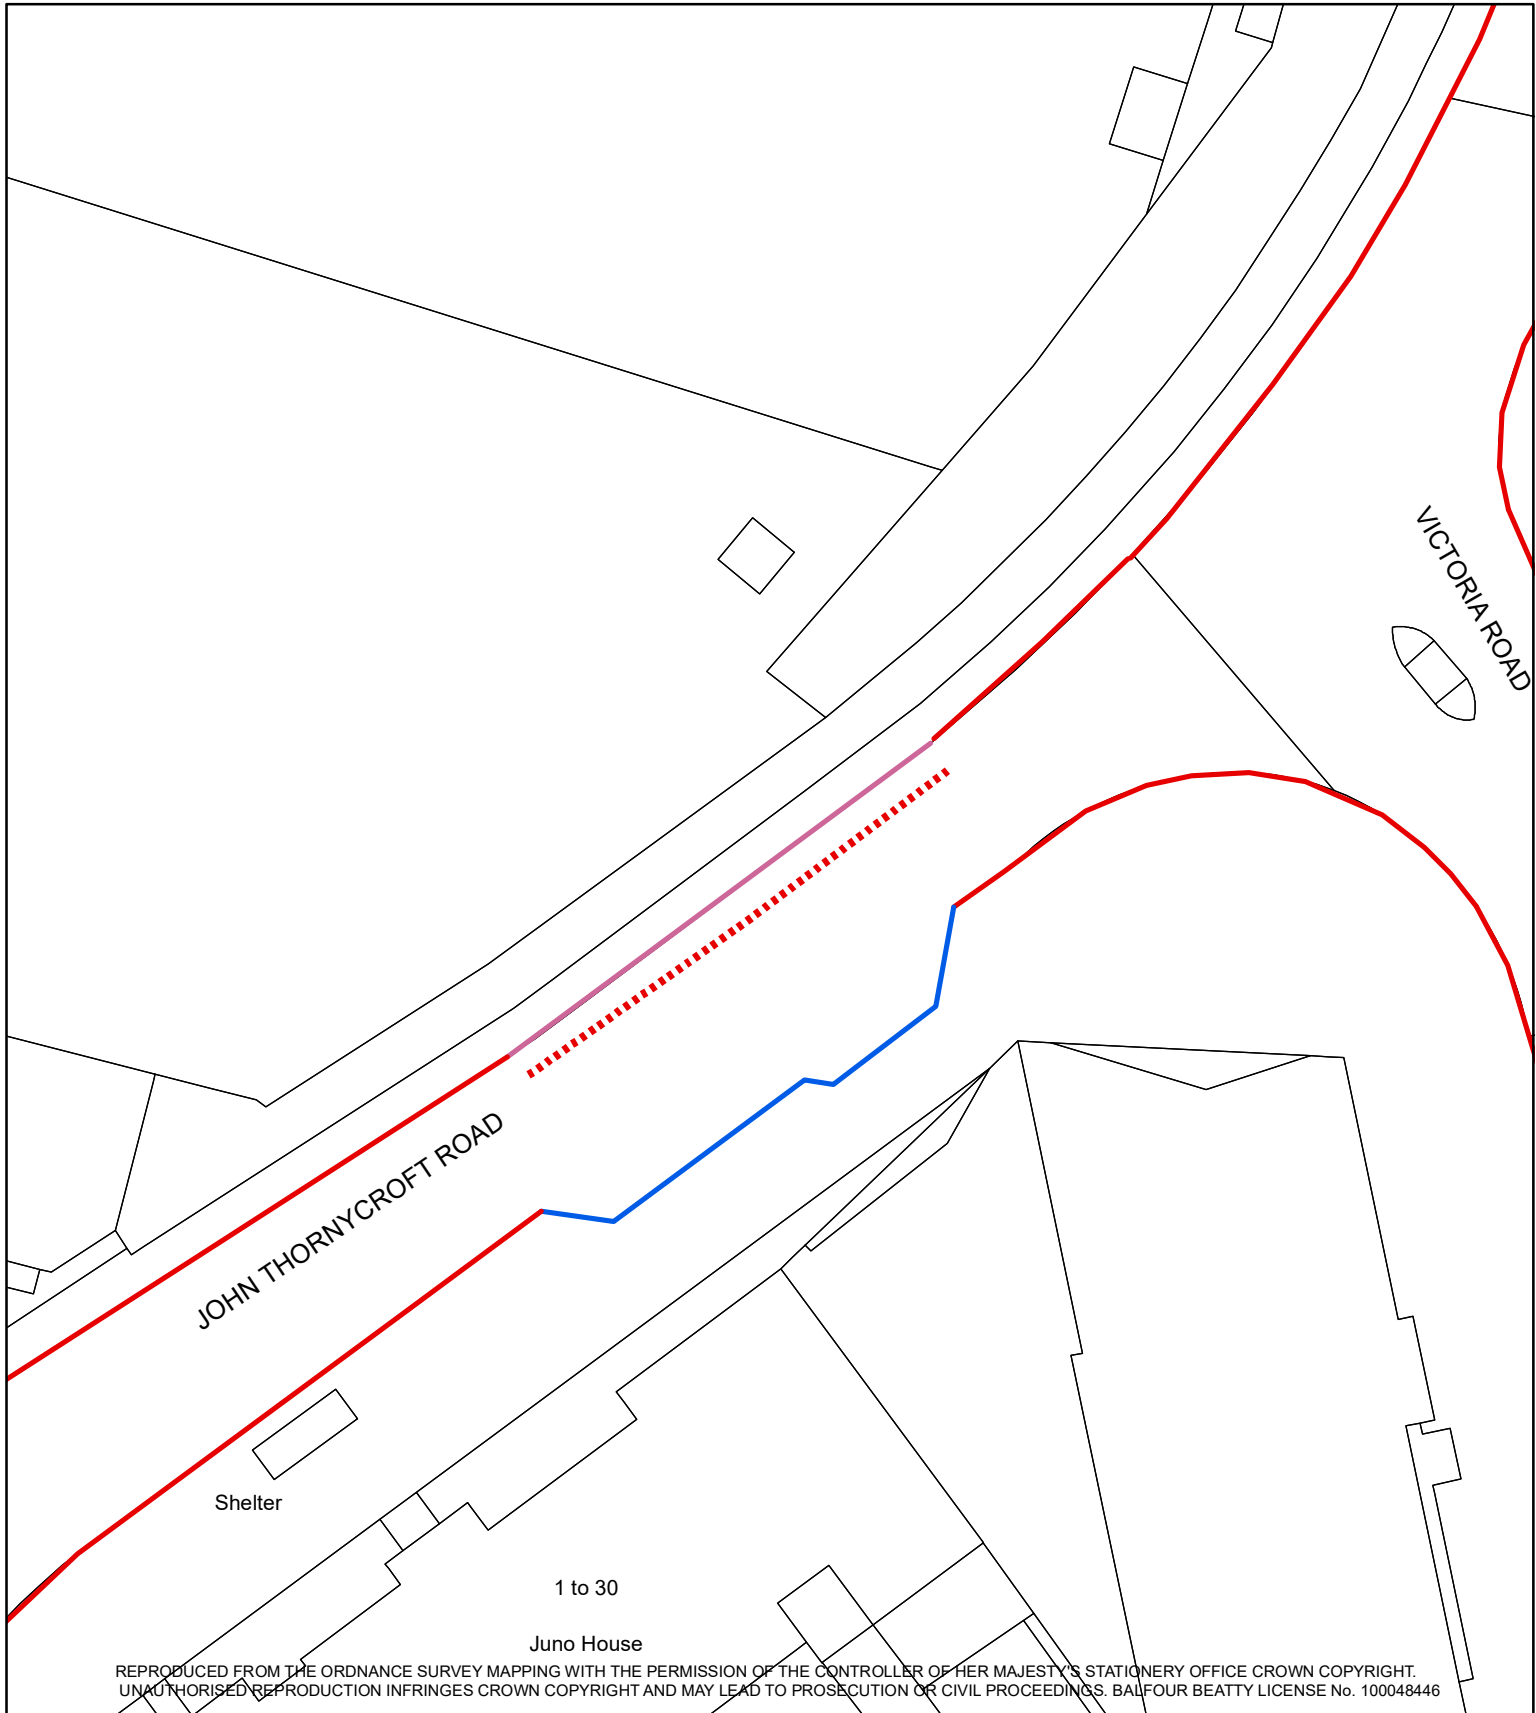 VICTORIA ROAD
JOHN THORNYCROFT ROAD
Shelter
1 to 30
Juno House
REPRODUCED FROM THE ORDNANCE SURVEY MAPPING WITH THE PERMISSION OF THE CONTROLLER OF HER MAJESTY'S STATIONERY OFFICE CROWN COPYRIGHT.
UNAUTHORISED REPRODUCTION INFRINGES CROWN COPYRIGHT AND MAY LEAD TO PROSECUTION OR CIVIL PROCEEDINGS. BALFOUR BEATTY LICENSE No. 100048446